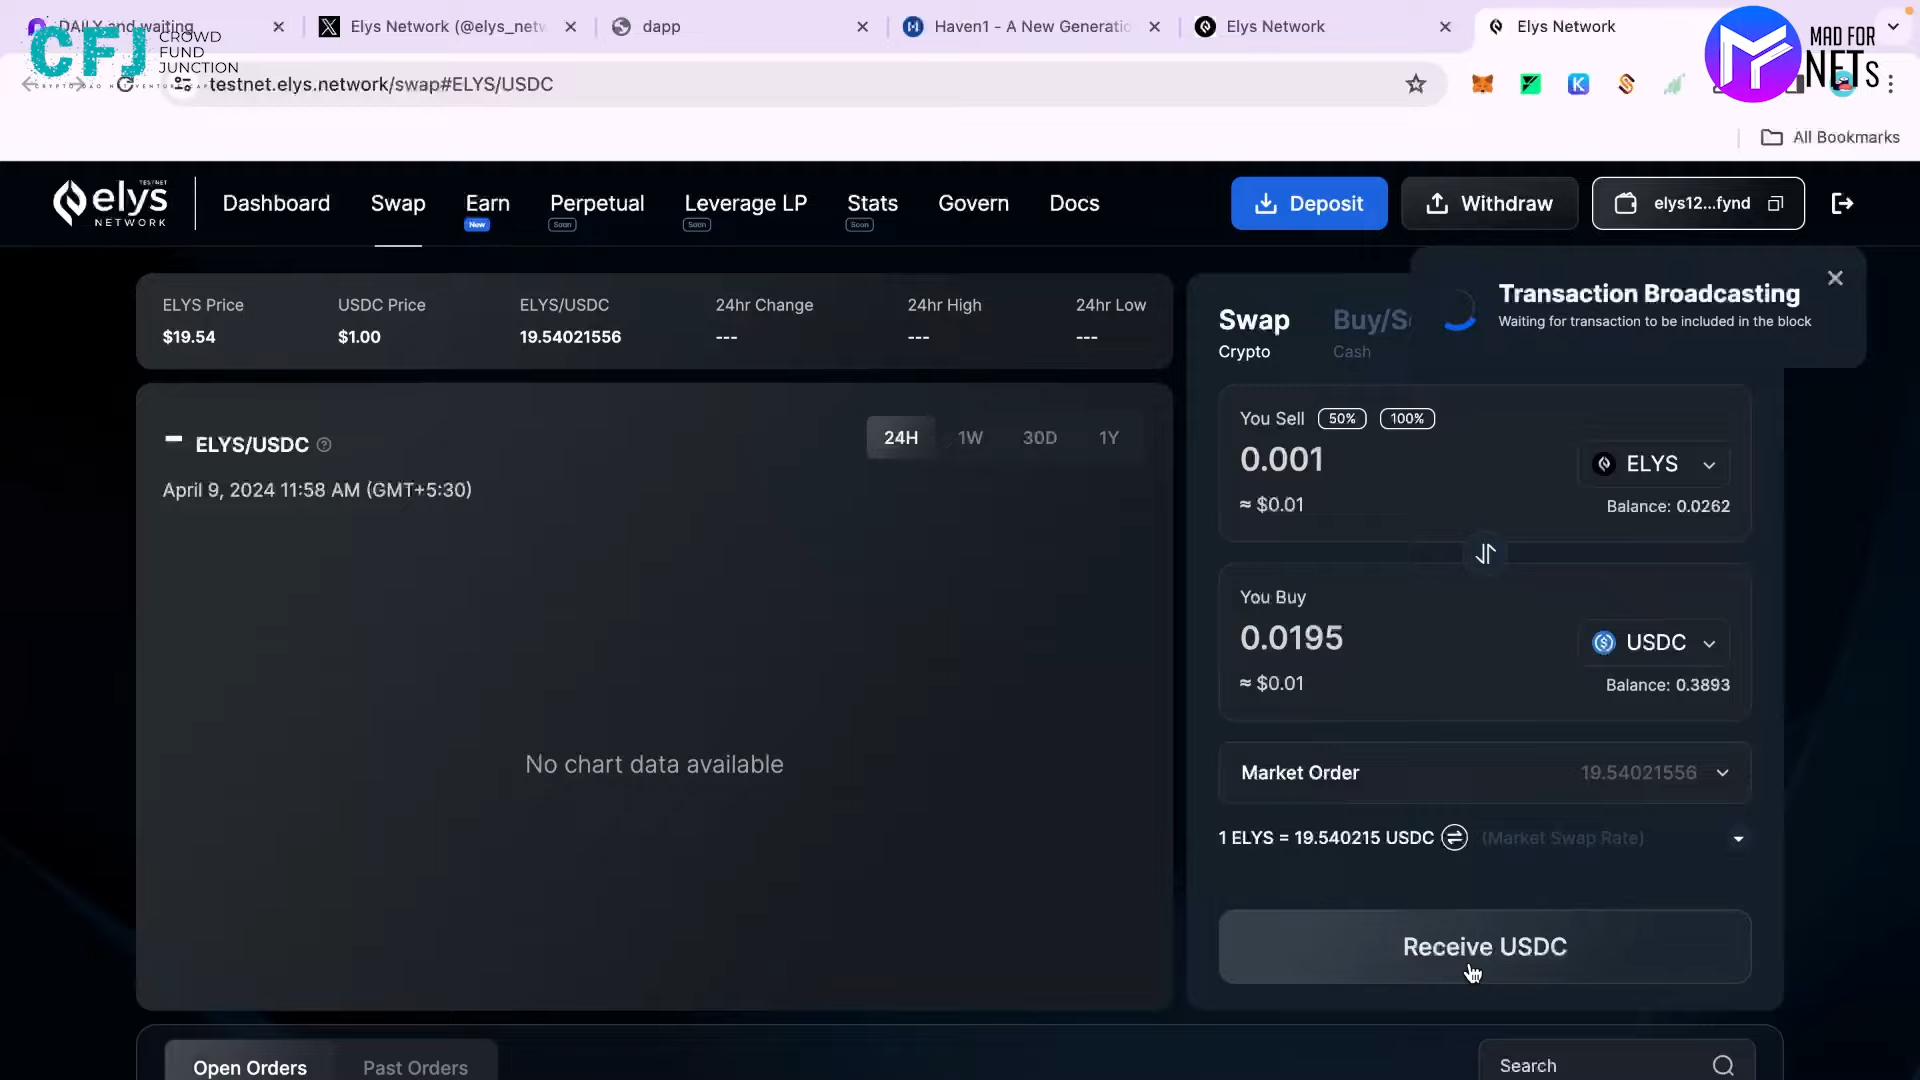 DAILY and waiting
Elys Network (@elys_netw
dapp
Haven1 - A New Generatio
Elys Network
Elys Network
CFJ
CROWD
FUND
JUNCTION
MAD FOR
NFTs
testnet.elys.network/swap#ELYS/USDC
All Bookmarks
TESTNET
elys
NETWORK
Dashboard
Swap
Earn
New
Perpetual
Soon
Leverage LP
Soon
Stats
Soon
Govern
Docs
Deposit
Withdraw
elys12...fynd
ELYS Price
$19.54
USDC Price
$1.00
ELYS/USDC
19.54021556
24hr Change
---
24hr High
---
24hr Low
---
Transaction Broadcasting
Waiting for transaction to be included in the block
Swap
Crypto
Buy/S
Cash
ELYS/USDC
24H
1W
30D
1Y
April 9, 2024 11:58 AM (GMT+5:30)
No chart data available
You Sell
50%
100%
0.001
ELYS
≈ $0.01
Balance: 0.0262
You Buy
0.0195
USDC
≈ $0.01
Balance: 0.3893
Market Order
19.54021556
1 ELYS = 19.540215 USDC
(Market Swap Rate)
Receive USDC
Open Orders
Past Orders
Search